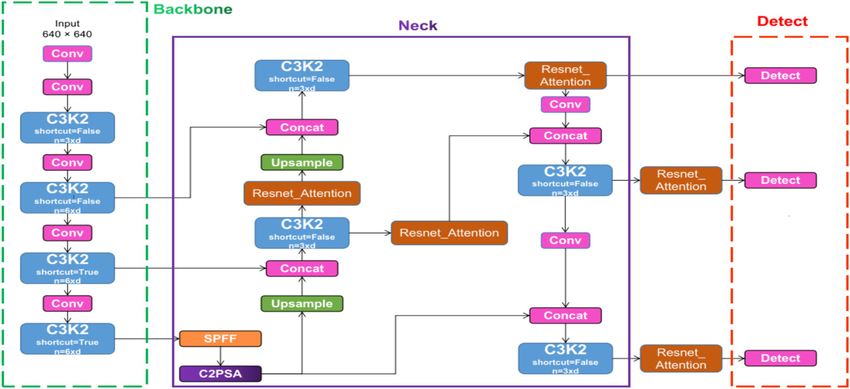 Backbone
Input
640 × 640
Conv
Conv
C3K2
shortcut=False
n=3xd
Conv
C3K2
shortcut=False
n=6xd
Conv
C3K2
shortcut=True
n=6xd
Conv
C3K2
shortcut=True
n=6xd
Neck
C3K2
shortcut=False
n=3xd
Concat
Upsample
Resnet_Attention
C3K2
shortcut=False
n=3xd
Resnet_Attention
Concat
Upsample
SPFF
C2PSA
Resnet_
Attention
Conv
Concat
C3K2
shortcut=False
n=3xd
Resnet_
Attention
Conv
Concat
C3K2
shortcut=False
n=3xd
Resnet_
Attention
Detect
Detect
Detect
Detect